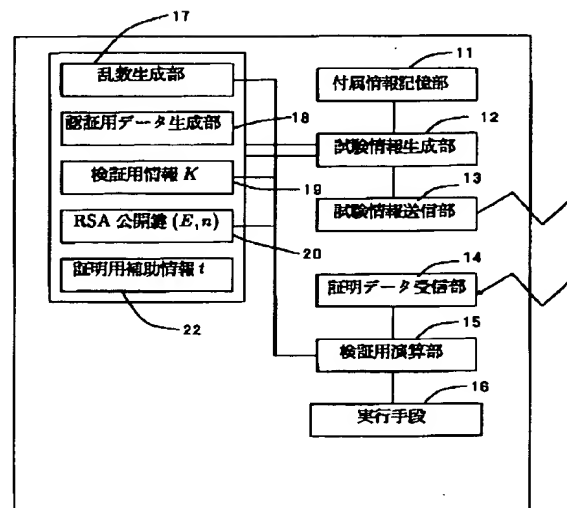 17
乱数生成部
認証用データ生成部
18
検証用情報 K
19
RSA 公開鍵 (E, n)
20
証明用補助情報 t
22
11
付属情報記憶部
12
試験情報生成部
13
試験情報送信部
14
証明データ受信部
15
検証用演算部
16
実行手段